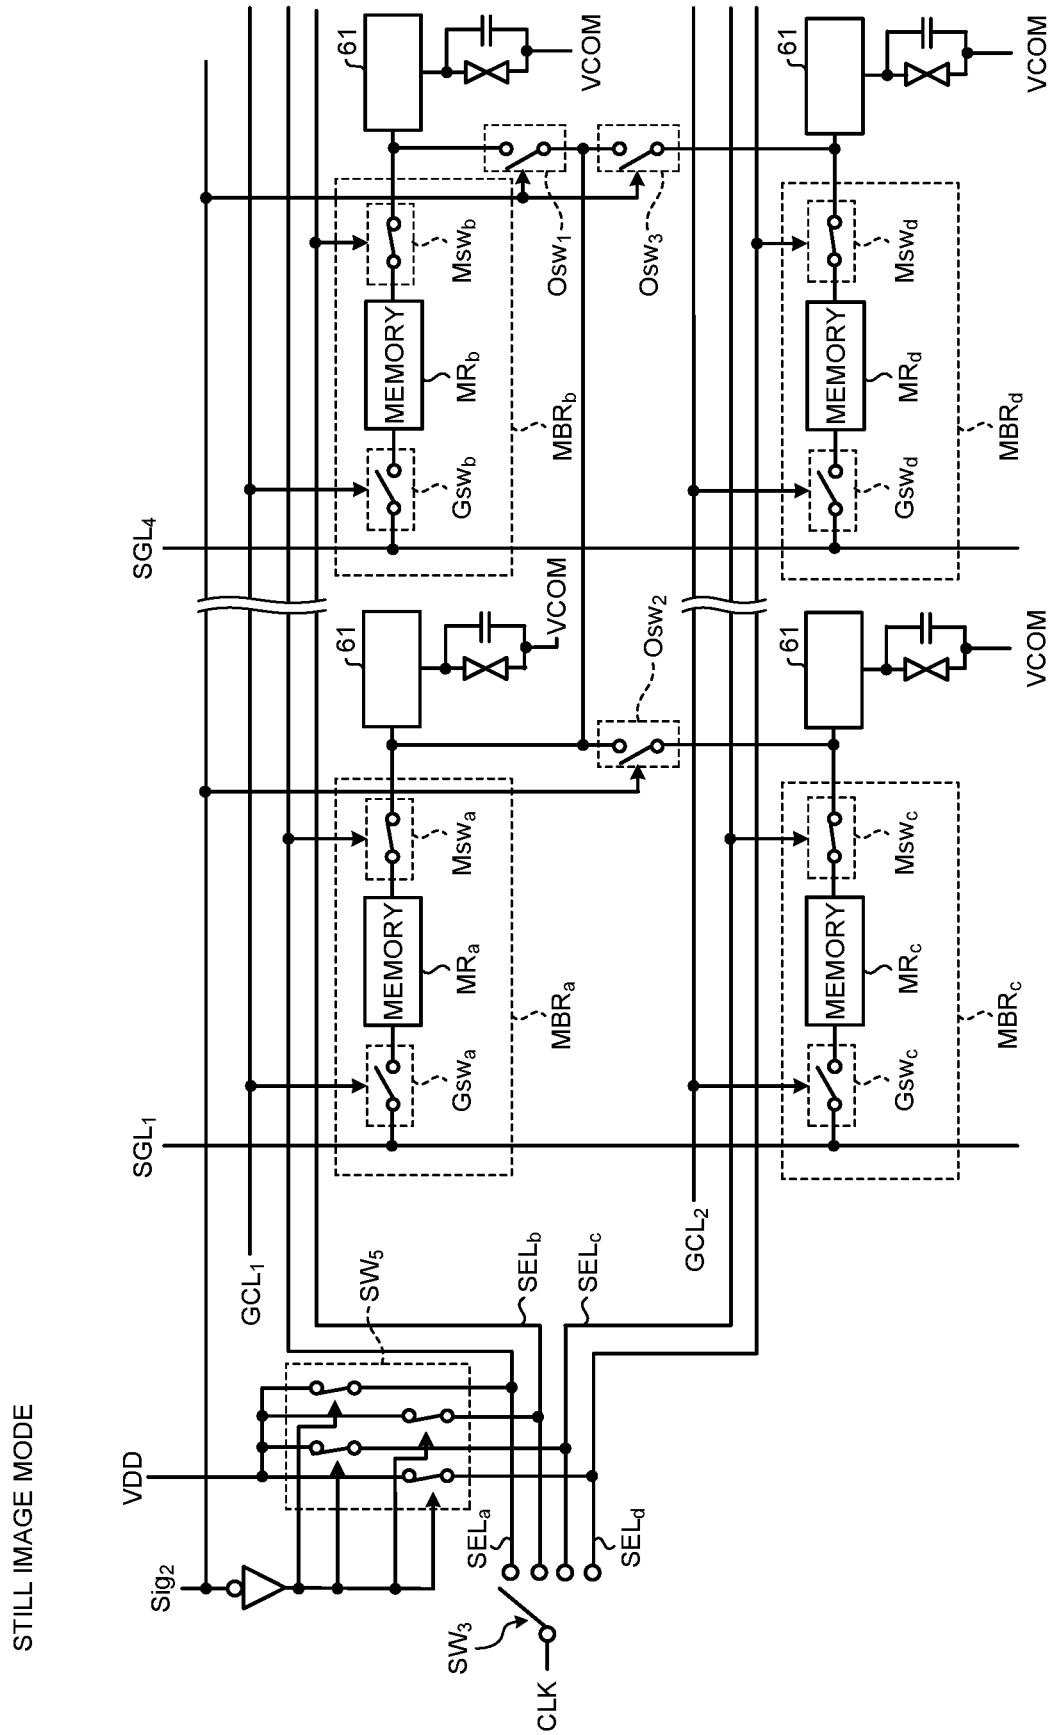 STILL IMAGE MODE
Sig2
VDD
SW5
GCL1
SGL1
SGL4
CLK
SW3
SELa
SELb
SELc
SELd
Gswa
MEMORY
MRa
Mswa
MBRa
61
VCOM
Gswb
MEMORY
MRb
Mswb
MBRb
61
VCOM
Osw1
Osw2
Osw3
GCL2
Gswc
MEMORY
MRc
Mswc
MBRc
61
VCOM
Gswd
MEMORY
MRd
Mswd
MBRd
61
VCOM